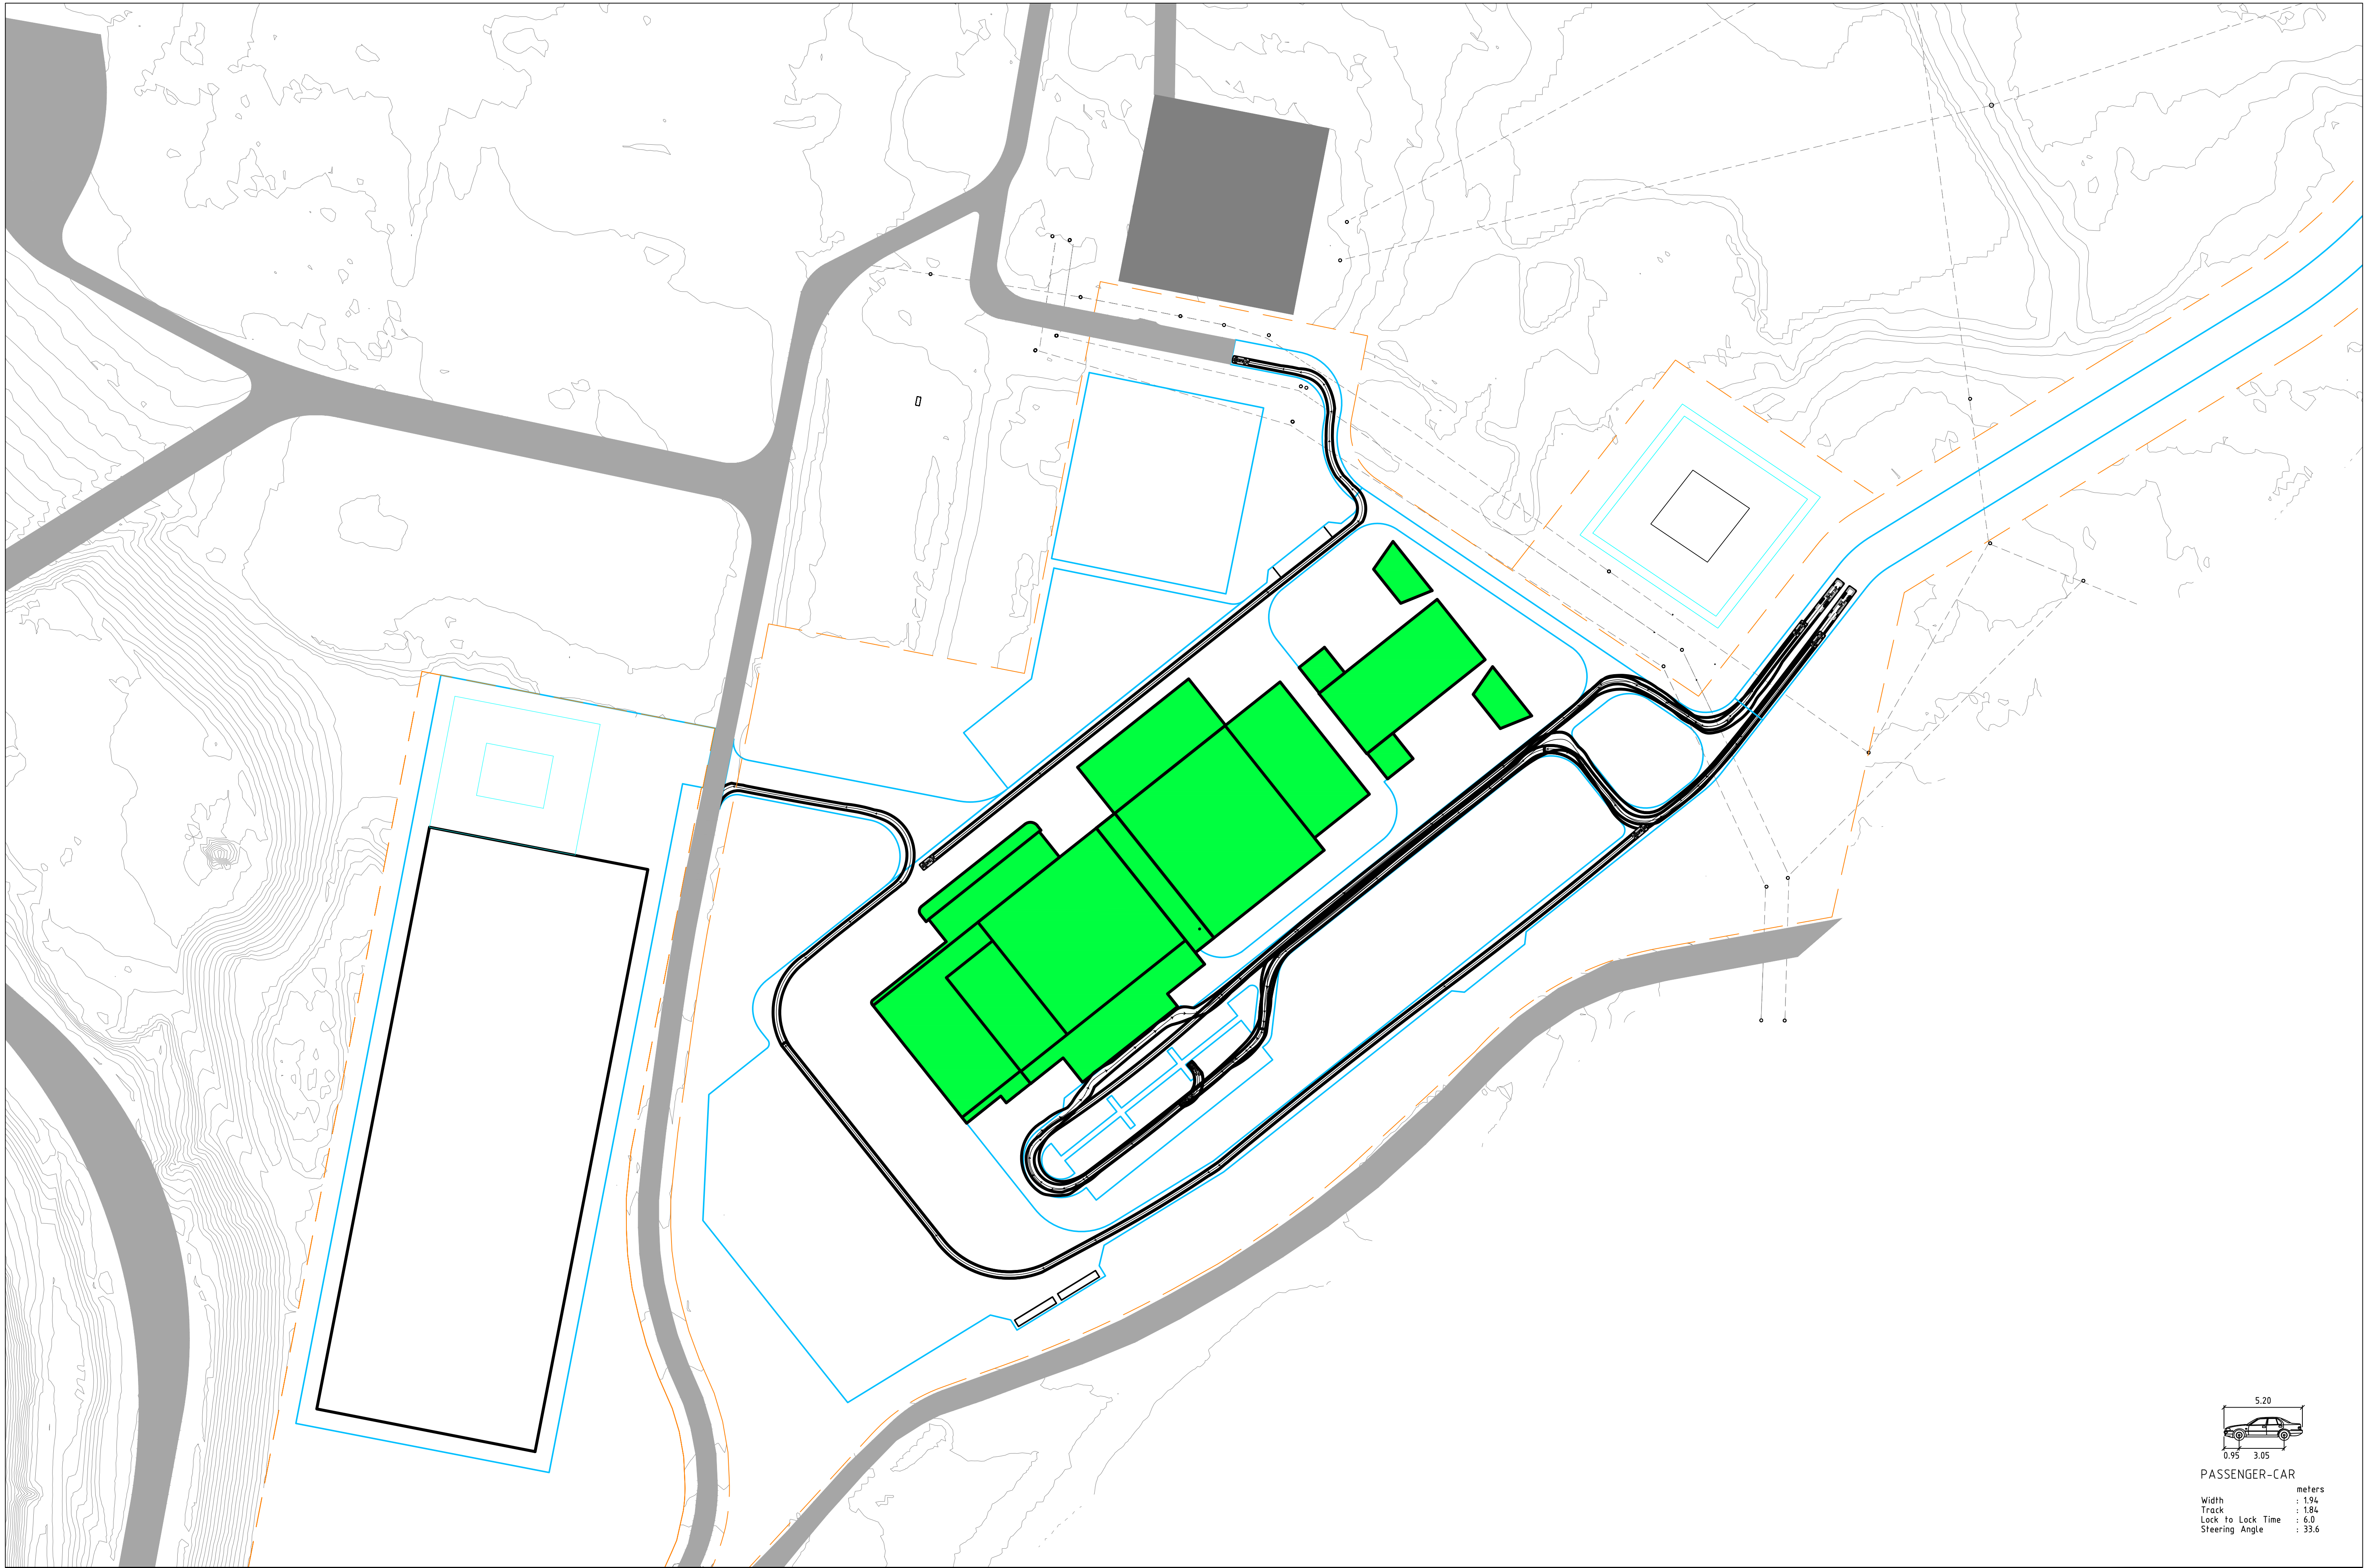 5.20
0.95 3.05
PASSENGER-CAR
meters
Width : 1.94
Track : 1.84
Lock to Lock Time : 6.0
Steering Angle : 33.6